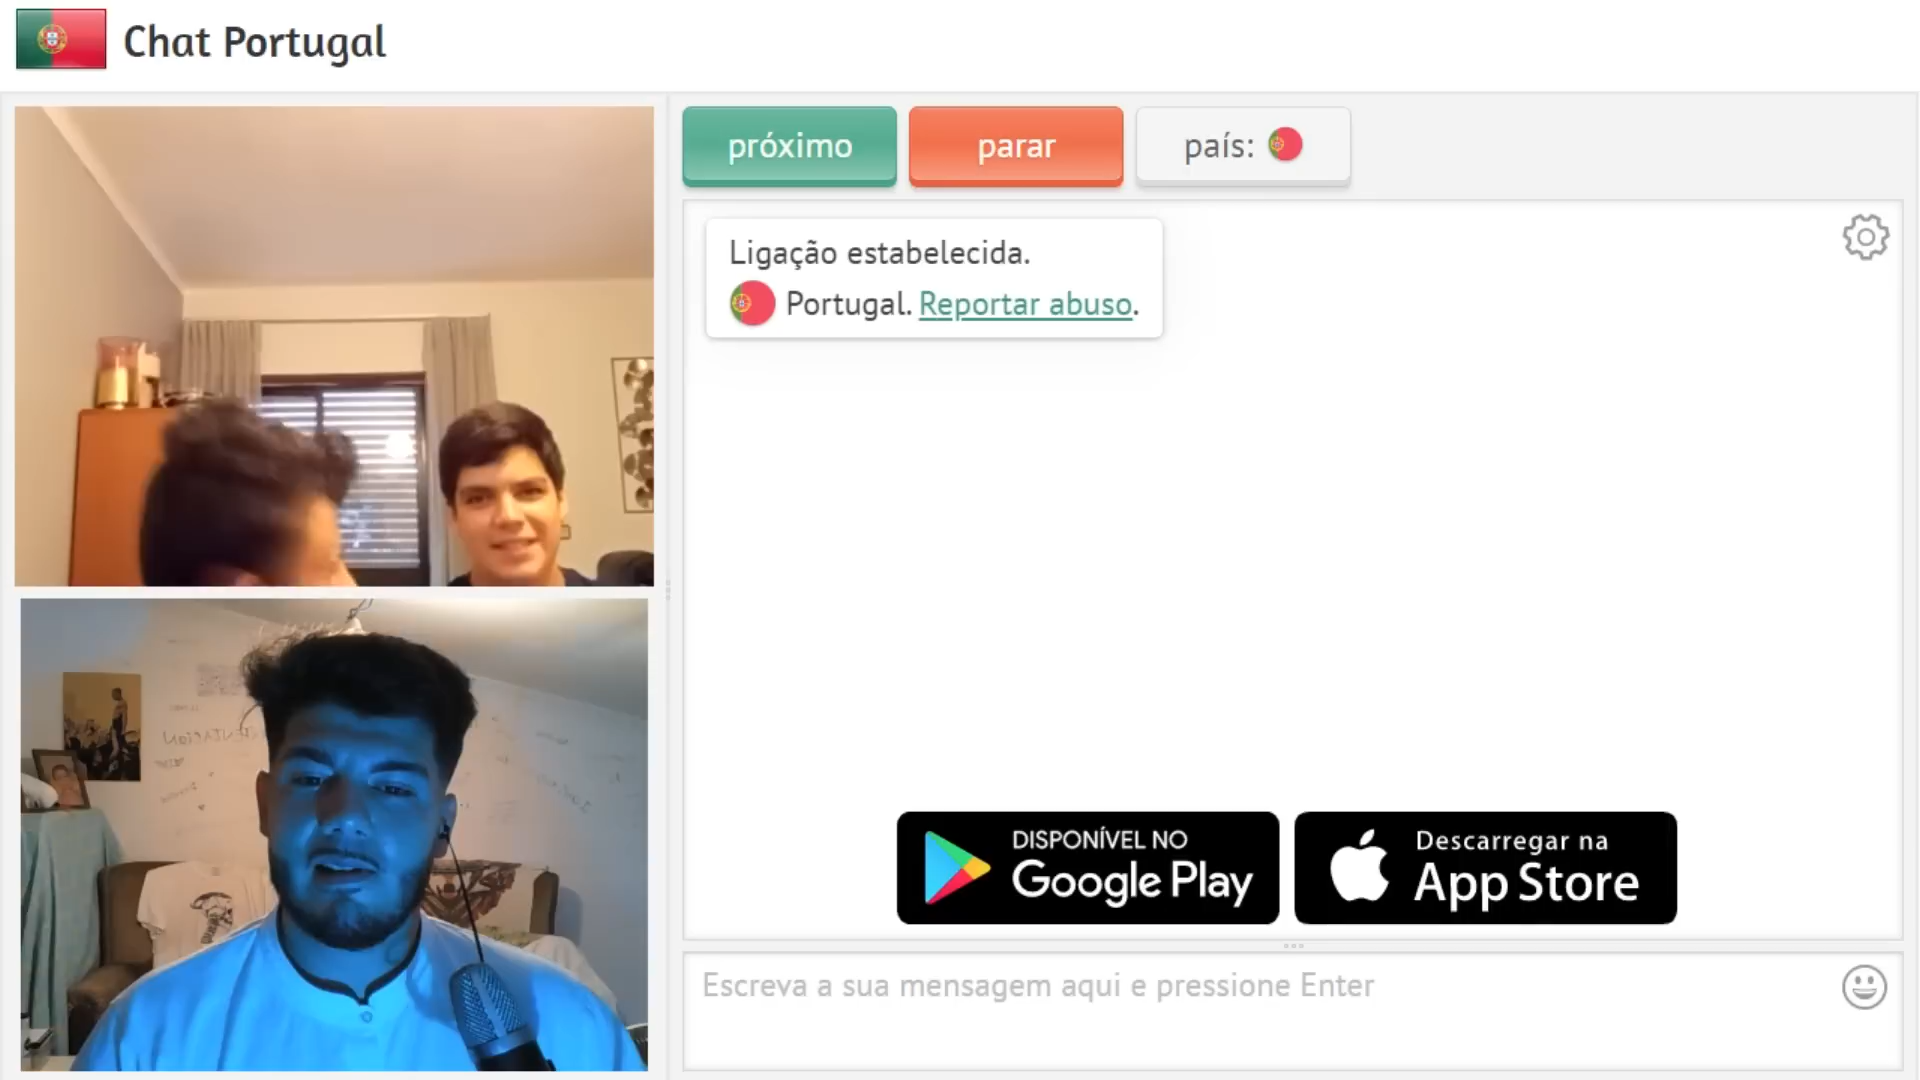 Chat Portugal
próximo
parar
país:
Ligação estabelecida.
Portugal. Reportar abuso.
DISPONÍVEL NO
Google Play
Descarregar na
App Store
Escreva a sua mensagem aqui e pressione Enter